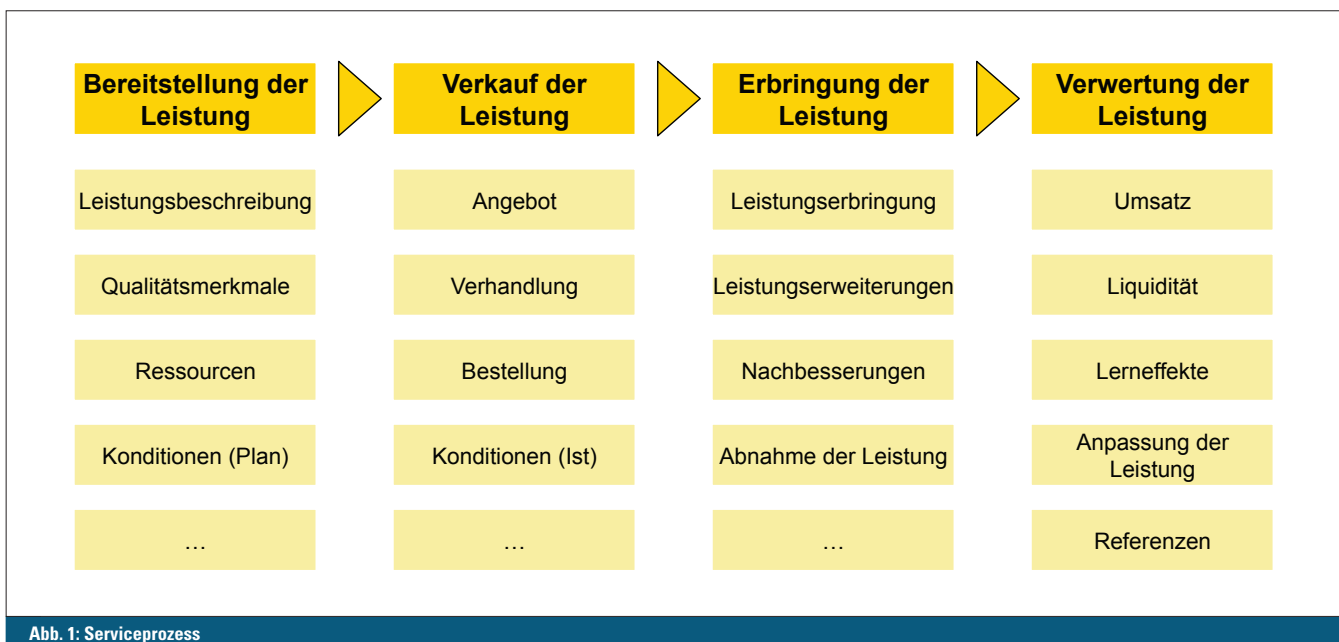 Bereitstellung der
Leistung
Verkauf der
Leistung
Erbringung der
Leistung
Verwertung der
Leistung
Leistungsbeschreibung
Angebot
Leistungserbringung
Umsatz
Qualitätsmerkmale
Verhandlung
Leistungserweiterungen
Liquidität
Ressourcen
Bestellung
Nachbesserungen
Lerneffekte
Konditionen (Plan)
Konditionen (Ist)
Abnahme der Leistung
Anpassung der
Leistung
…
…
…
Referenzen
Abb. 1: Serviceprozess